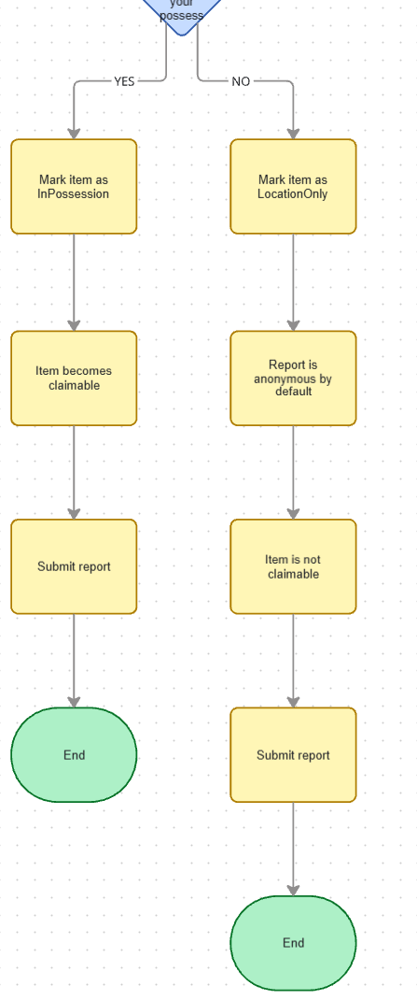 your
possess
YES
NO
Mark item as
InPossession
Mark item as
LocationOnly
Item becomes
claimable
Report is
anonymous by
default
Submit report
Item is not
claimable
End
Submit report
End